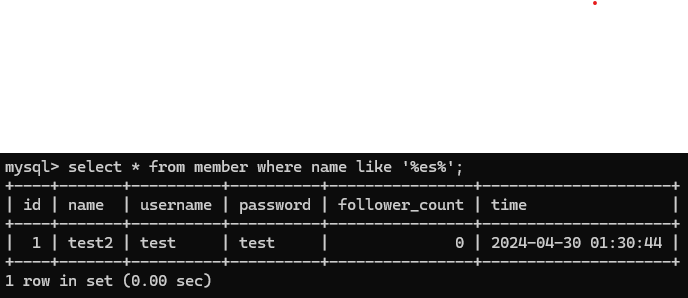 mysql> select * from member where name like '%es%';
+----+-------+----------+----------+----------------+---------------------+
| id | name  | username | password | follower_count | time                |
+----+-------+----------+----------+----------------+---------------------+
|  1 | test2 | test     | test     |              0 | 2024-04-30 01:30:44 |
+----+-------+----------+----------+----------------+---------------------+
1 row in set (0.00 sec)